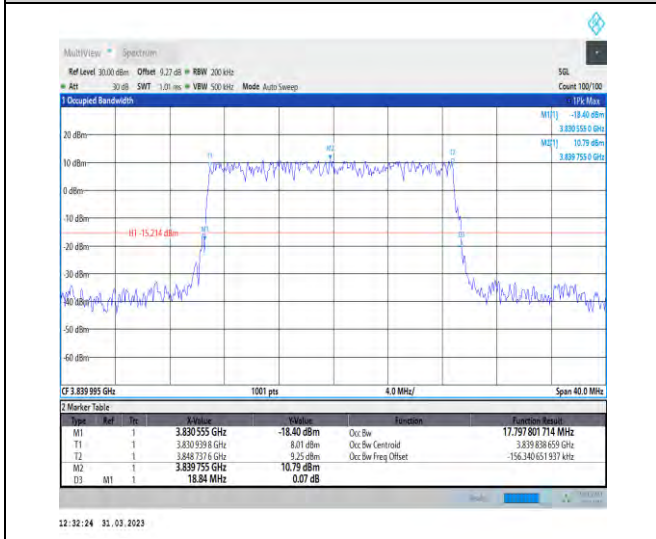 MultiView Spectrum
Ref Level 30.00 dBm Offset 9.27 dB RBW 200 kHz SGL
Att 30 dB SWT 1.01 ms VBW 500 kHz Mode Auto Sweep Count 100/100
1 Occupied Bandwidth 1Pk Max
M1[1] -18.40 dBm
3.830 555 0 GHz
M2[1] 10.79 dBm
3.839 755 0 GHz
20 dBm
M2
T1 T2
10 dBm
0 dBm
-10 dBm
H1 -15.214 dBm M1 D3
-20 dBm
-30 dBm
-40 dBm
-50 dBm
-60 dBm
CF 3.839 995 GHz 1001 pts 4.0 MHz/ Span 40.0 MHz
2 Marker Table
Type Ref Trc X-Value Y-Value Function Function Result
M1 1 3.830 555 GHz -18.40 dBm Occ Bw 17.797 801 714 MHz
T1 1 3.830 939 8 GHz 8.01 dBm Occ Bw Centroid 3.839 838 659 GHz
T2 1 3.848 737 6 GHz 9.25 dBm Occ Bw Freq Offset -156.340 651 937 kHz
M2 1 3.839 755 GHz 10.79 dBm
D3 M1 1 18.84 MHz 0.07 dB
12:32:24 31.03.2023